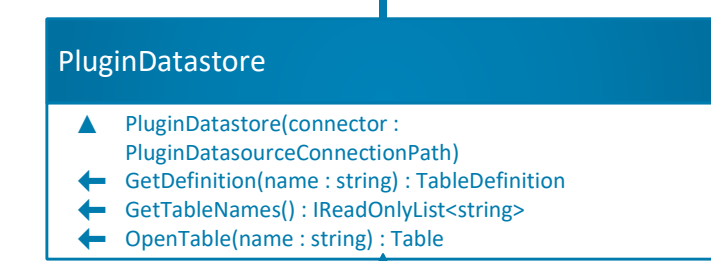 PluginDatastore
PluginDatastore(connector :
PluginDatasourceConnectionPath)
GetDefinition(name : string) : TableDefinition
GetTableNames() : IReadOnlyList<string>
OpenTable(name : string) : Table